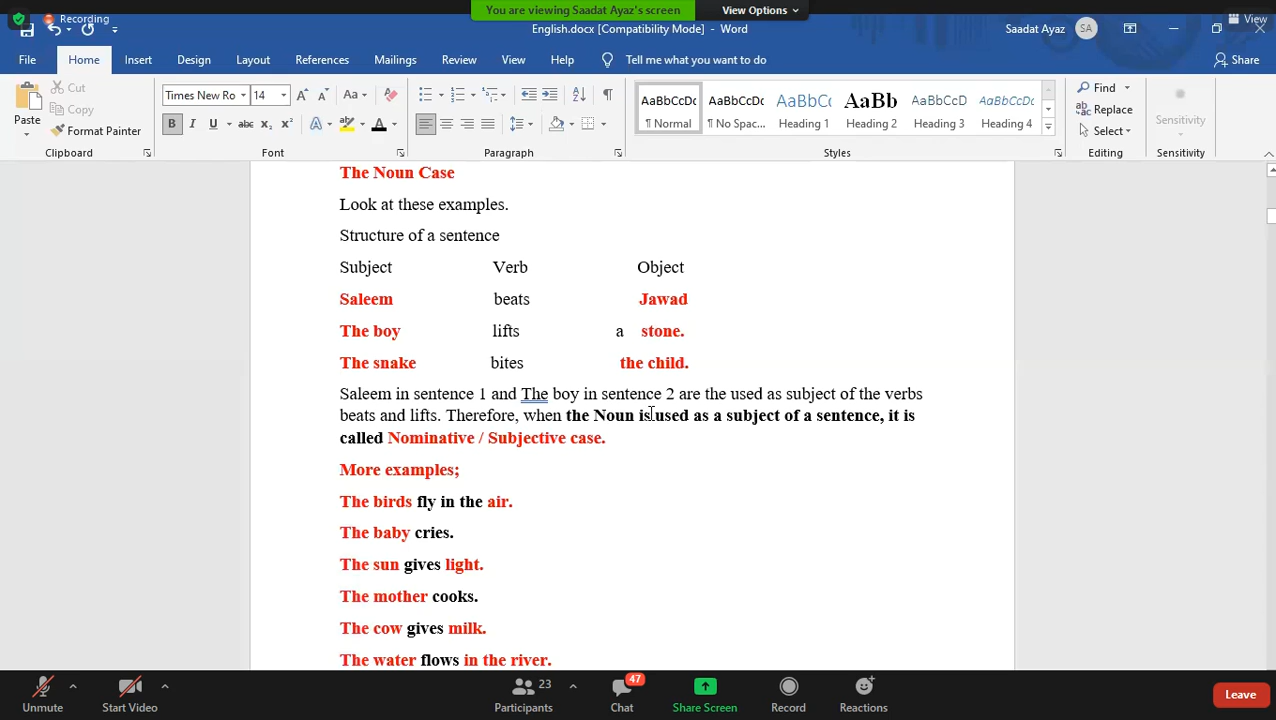 Recording
You are viewing Saadat Ayaz's screen
View Options
View
English.docx [Compatibility Mode] - Word
Saadat Ayaz
SA
File Home Insert Design Layout References Mailings Review View Help Tell me what you want to do
Share
Paste
Cut
Copy
Format Painter
Clipboard
Times New Ro
14
Font
Paragraph
AaBbCcDc
¶ Normal
AaBbCcDc
¶ No Spac...
AaBbCc
Heading 1
AaBb
Heading 2
AaBbCcD
Heading 3
AaBbCcD
Heading 4
Styles
Find
Replace
Select
Editing
Sensitivity
Sensitivity
The Noun Case
Look at these examples.
Structure of a sentence
Subject Verb Object
Saleem beats Jawad
The boy lifts a stone.
The snake bites the child.
Saleem in sentence 1 and The boy in sentence 2 are the used as subject of the verbs
beats and lifts. Therefore, when the Noun is used as a subject of a sentence, it is
called Nominative / Subjective case.
More examples;
The birds fly in the air.
The baby cries.
The sun gives light.
The mother cooks.
The cow gives milk.
The water flows in the river.
Unmute
Start Video
23
Participants
47
Chat
Share Screen
Record
Reactions
Leave